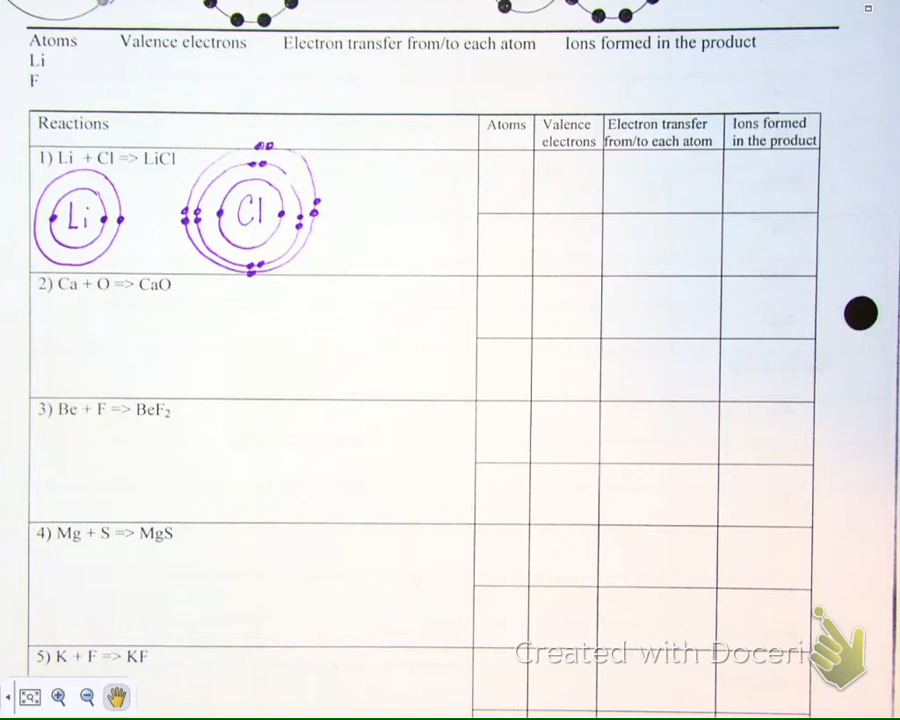 Atoms Valence electrons Electron transfer from/to each atom Ions formed in the product
Li
F
Reactions Atoms Valence electrons Electron transfer from/to each atom Ions formed in the product
1) Li + Cl => LiCl
Li Cl
2) Ca + O => CaO
3) Be + F => BeF₂
4) Mg + S => MgS
5) K + F => KF
Created with Doceri